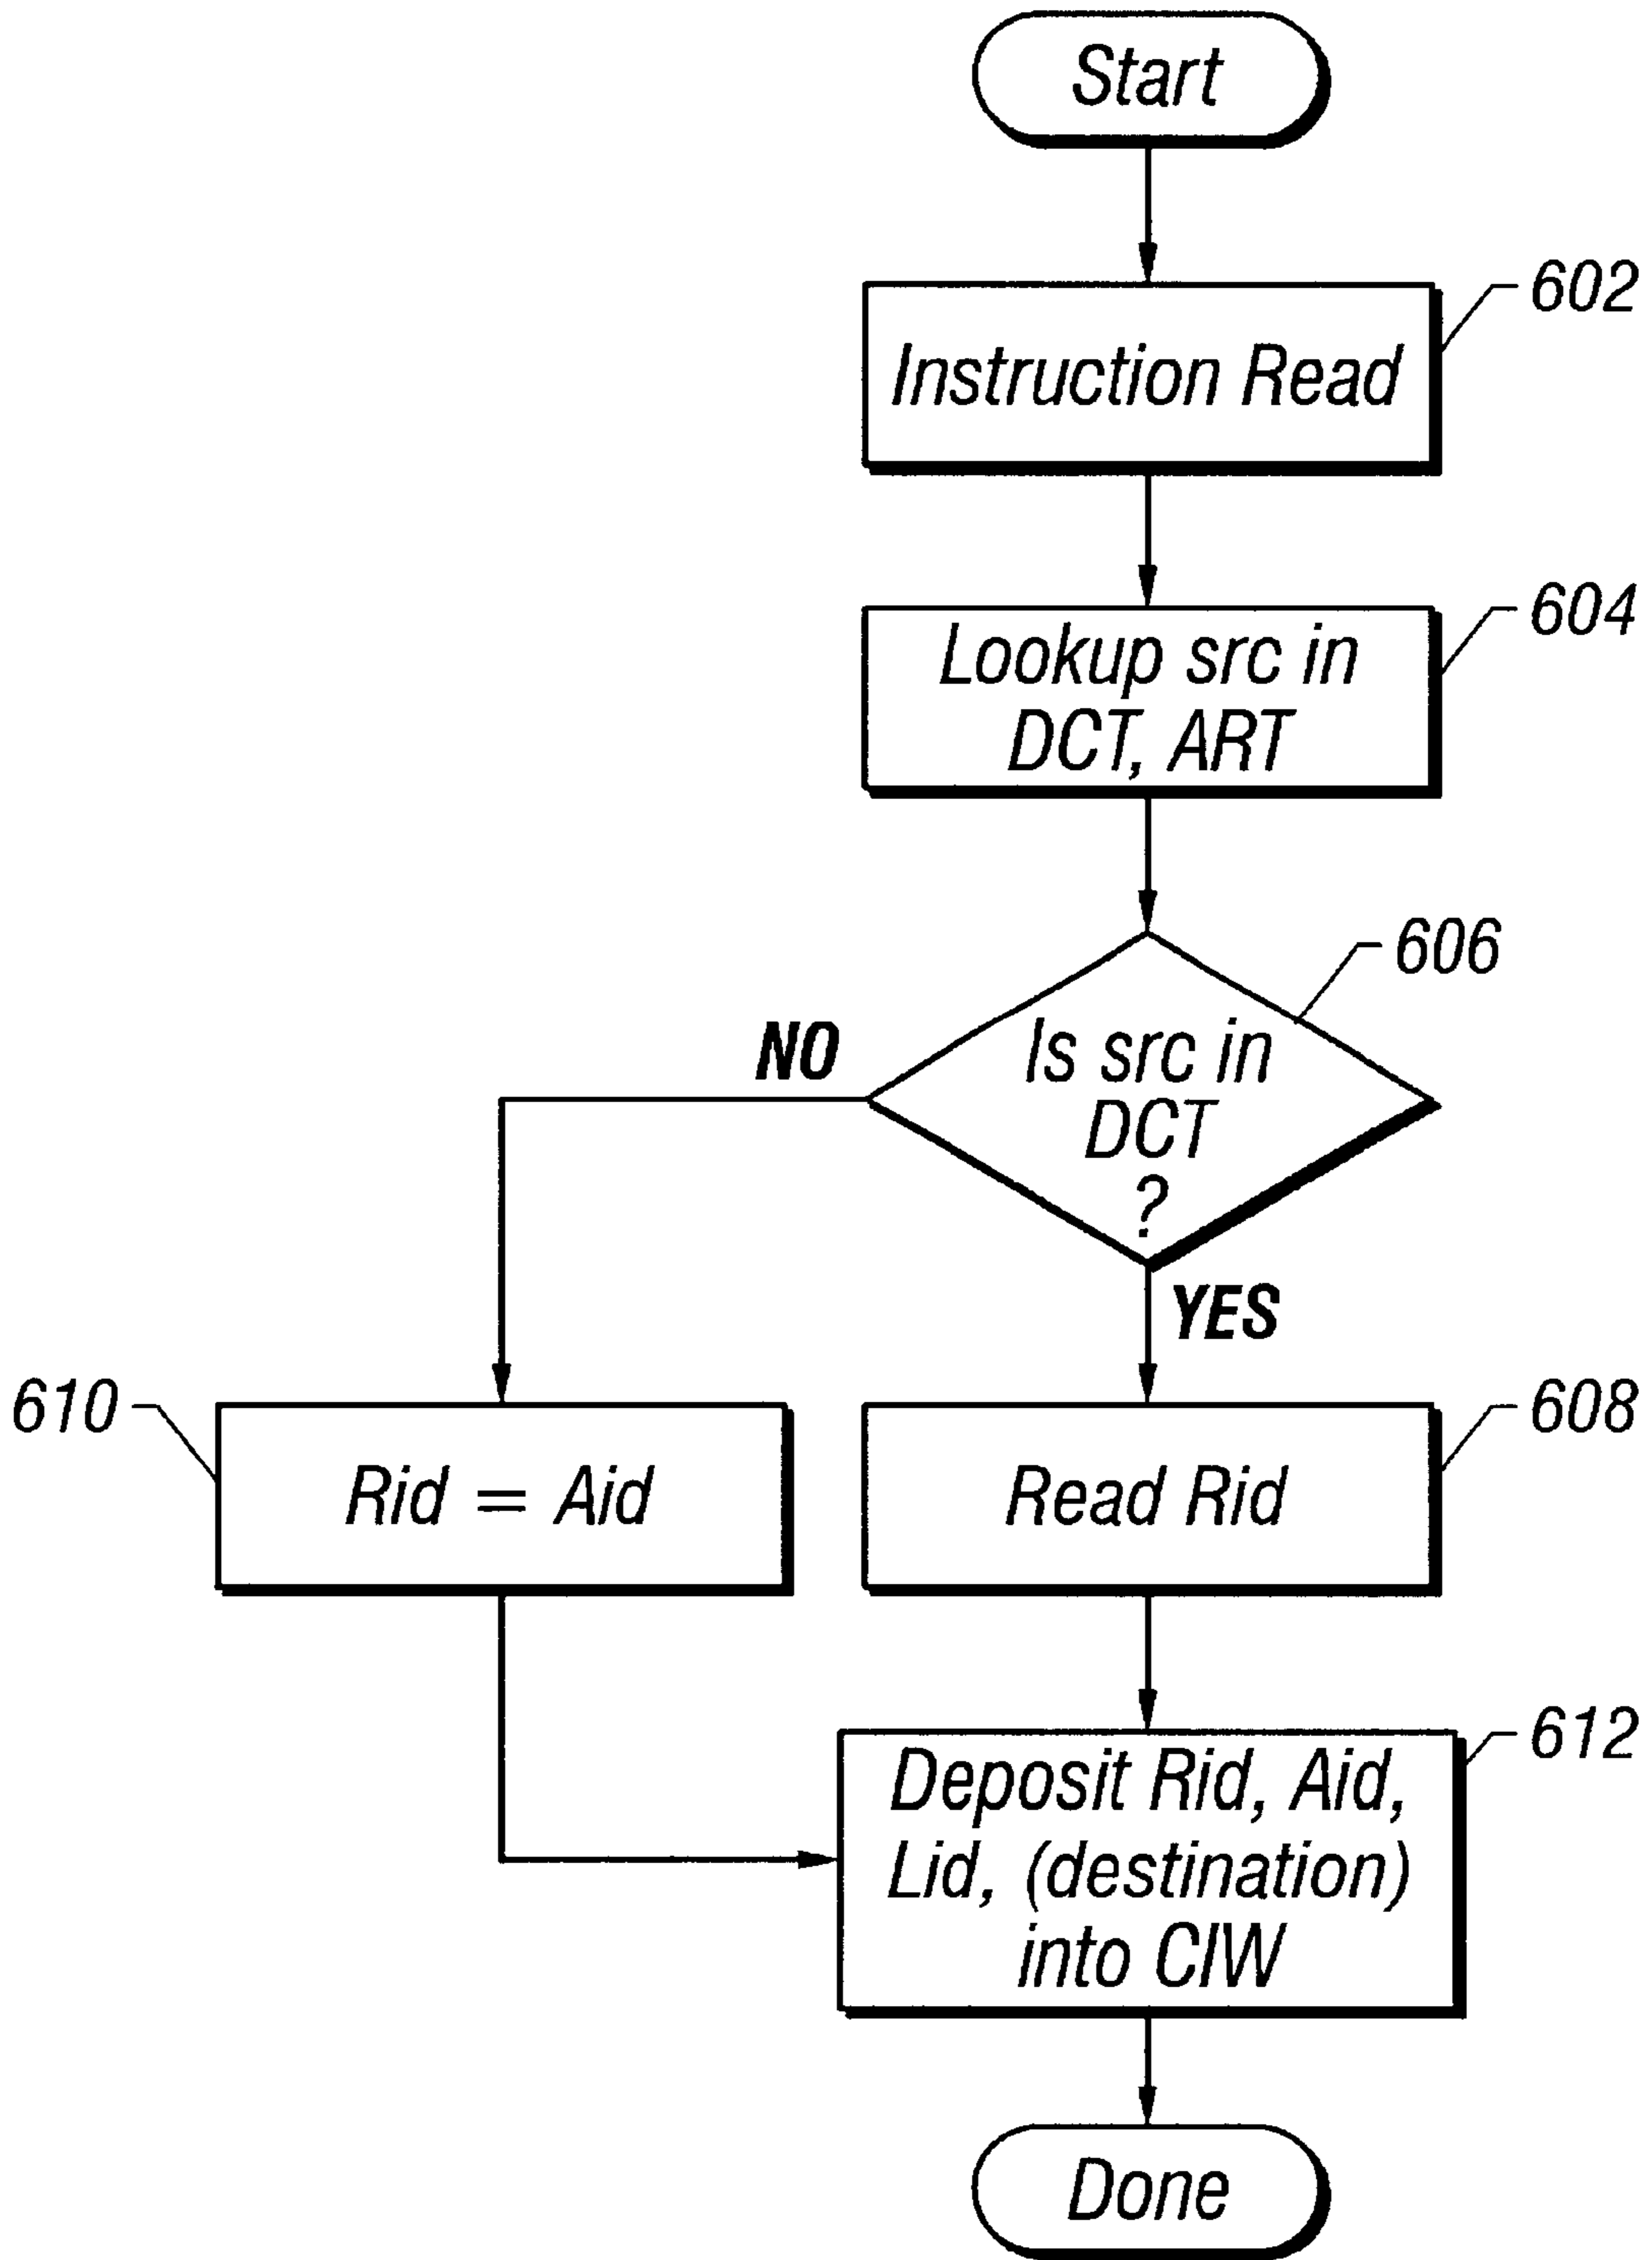 Start
602
Instruction Read
604
Lookup src in
DCT, ART
606
Is src in
DCT
?
NO
YES
610
Rid = Aid
608
Read Rid
612
Deposit Rid, Aid,
Lid, (destination)
into CIW
Done